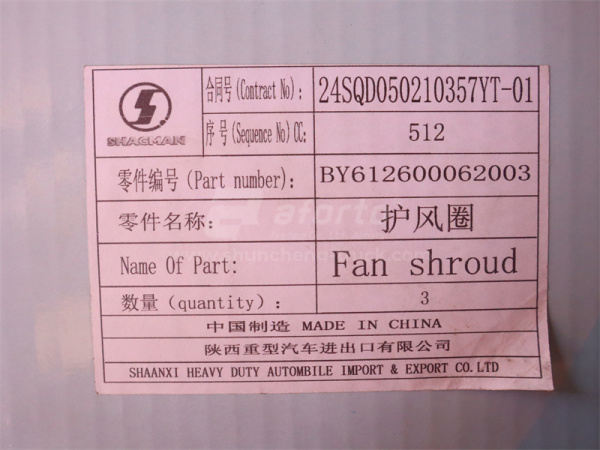 SHACMAN
合同号(Contract No): 24SQD050210357YT-01
序号(Sequence No)CC: 512
零件编号(Part number): BY612600062003
零件名称: 护风圈
Name Of Part: Fan shroud
数量(quantity): 3
中国制造 MADE IN CHINA
陕西重型汽车进出口有限公司
SHAANXI HEAVY DUTY AUTOMBILE IMPORT & EXPORT CO. LTD